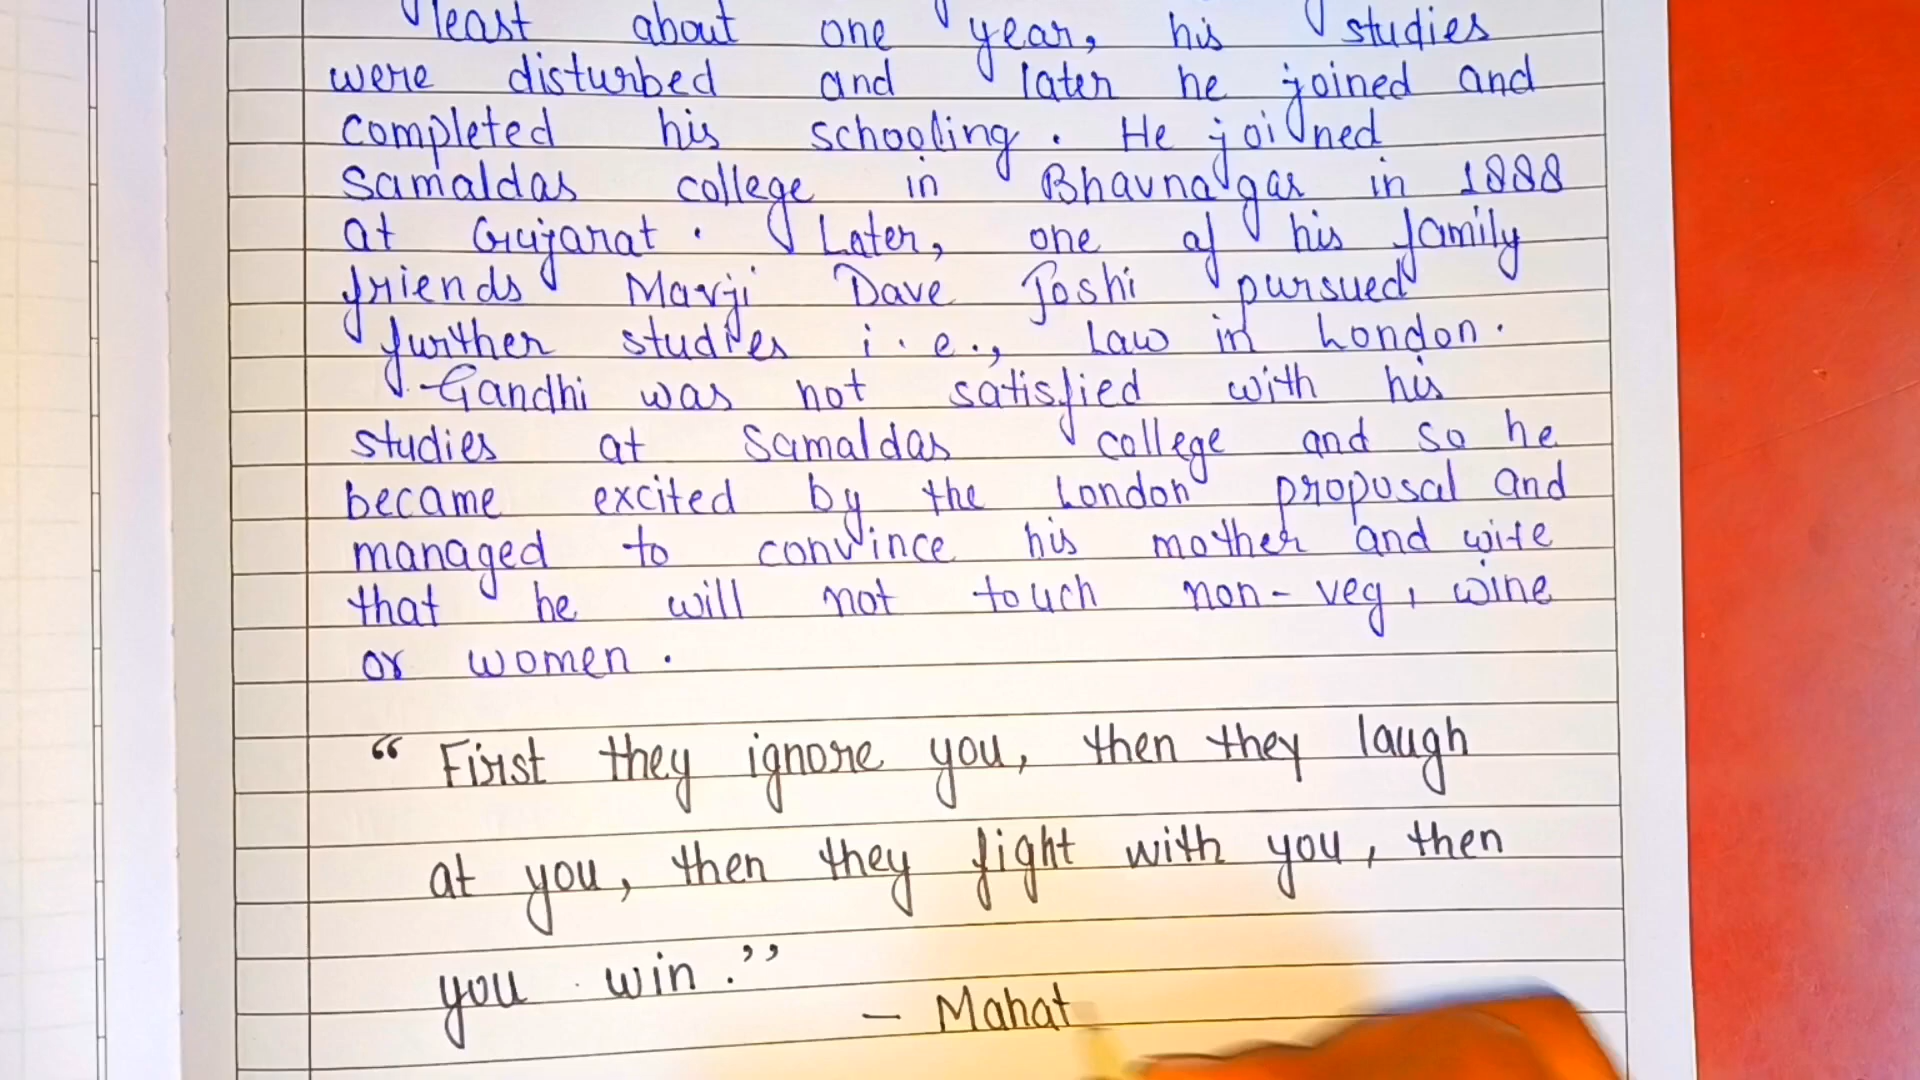 least about one year, his studies
were disturbed and later he joined and
completed his schooling. He joined
Samaldas college in Bhavnagar in 1888
at Gujarat. Later, one of his family
friends Mavji Dave Joshi pursued
further studies i.e., Law in London.
Gandhi was not satisfied with his
studies at Samaldas college and so he
became excited by the London proposal and
managed to convince his mother and wife
that he will not touch non-veg, wine
or women.
“First they ignore you, then they laugh
at you, then they fight with you, then
you win.”
- Mahat